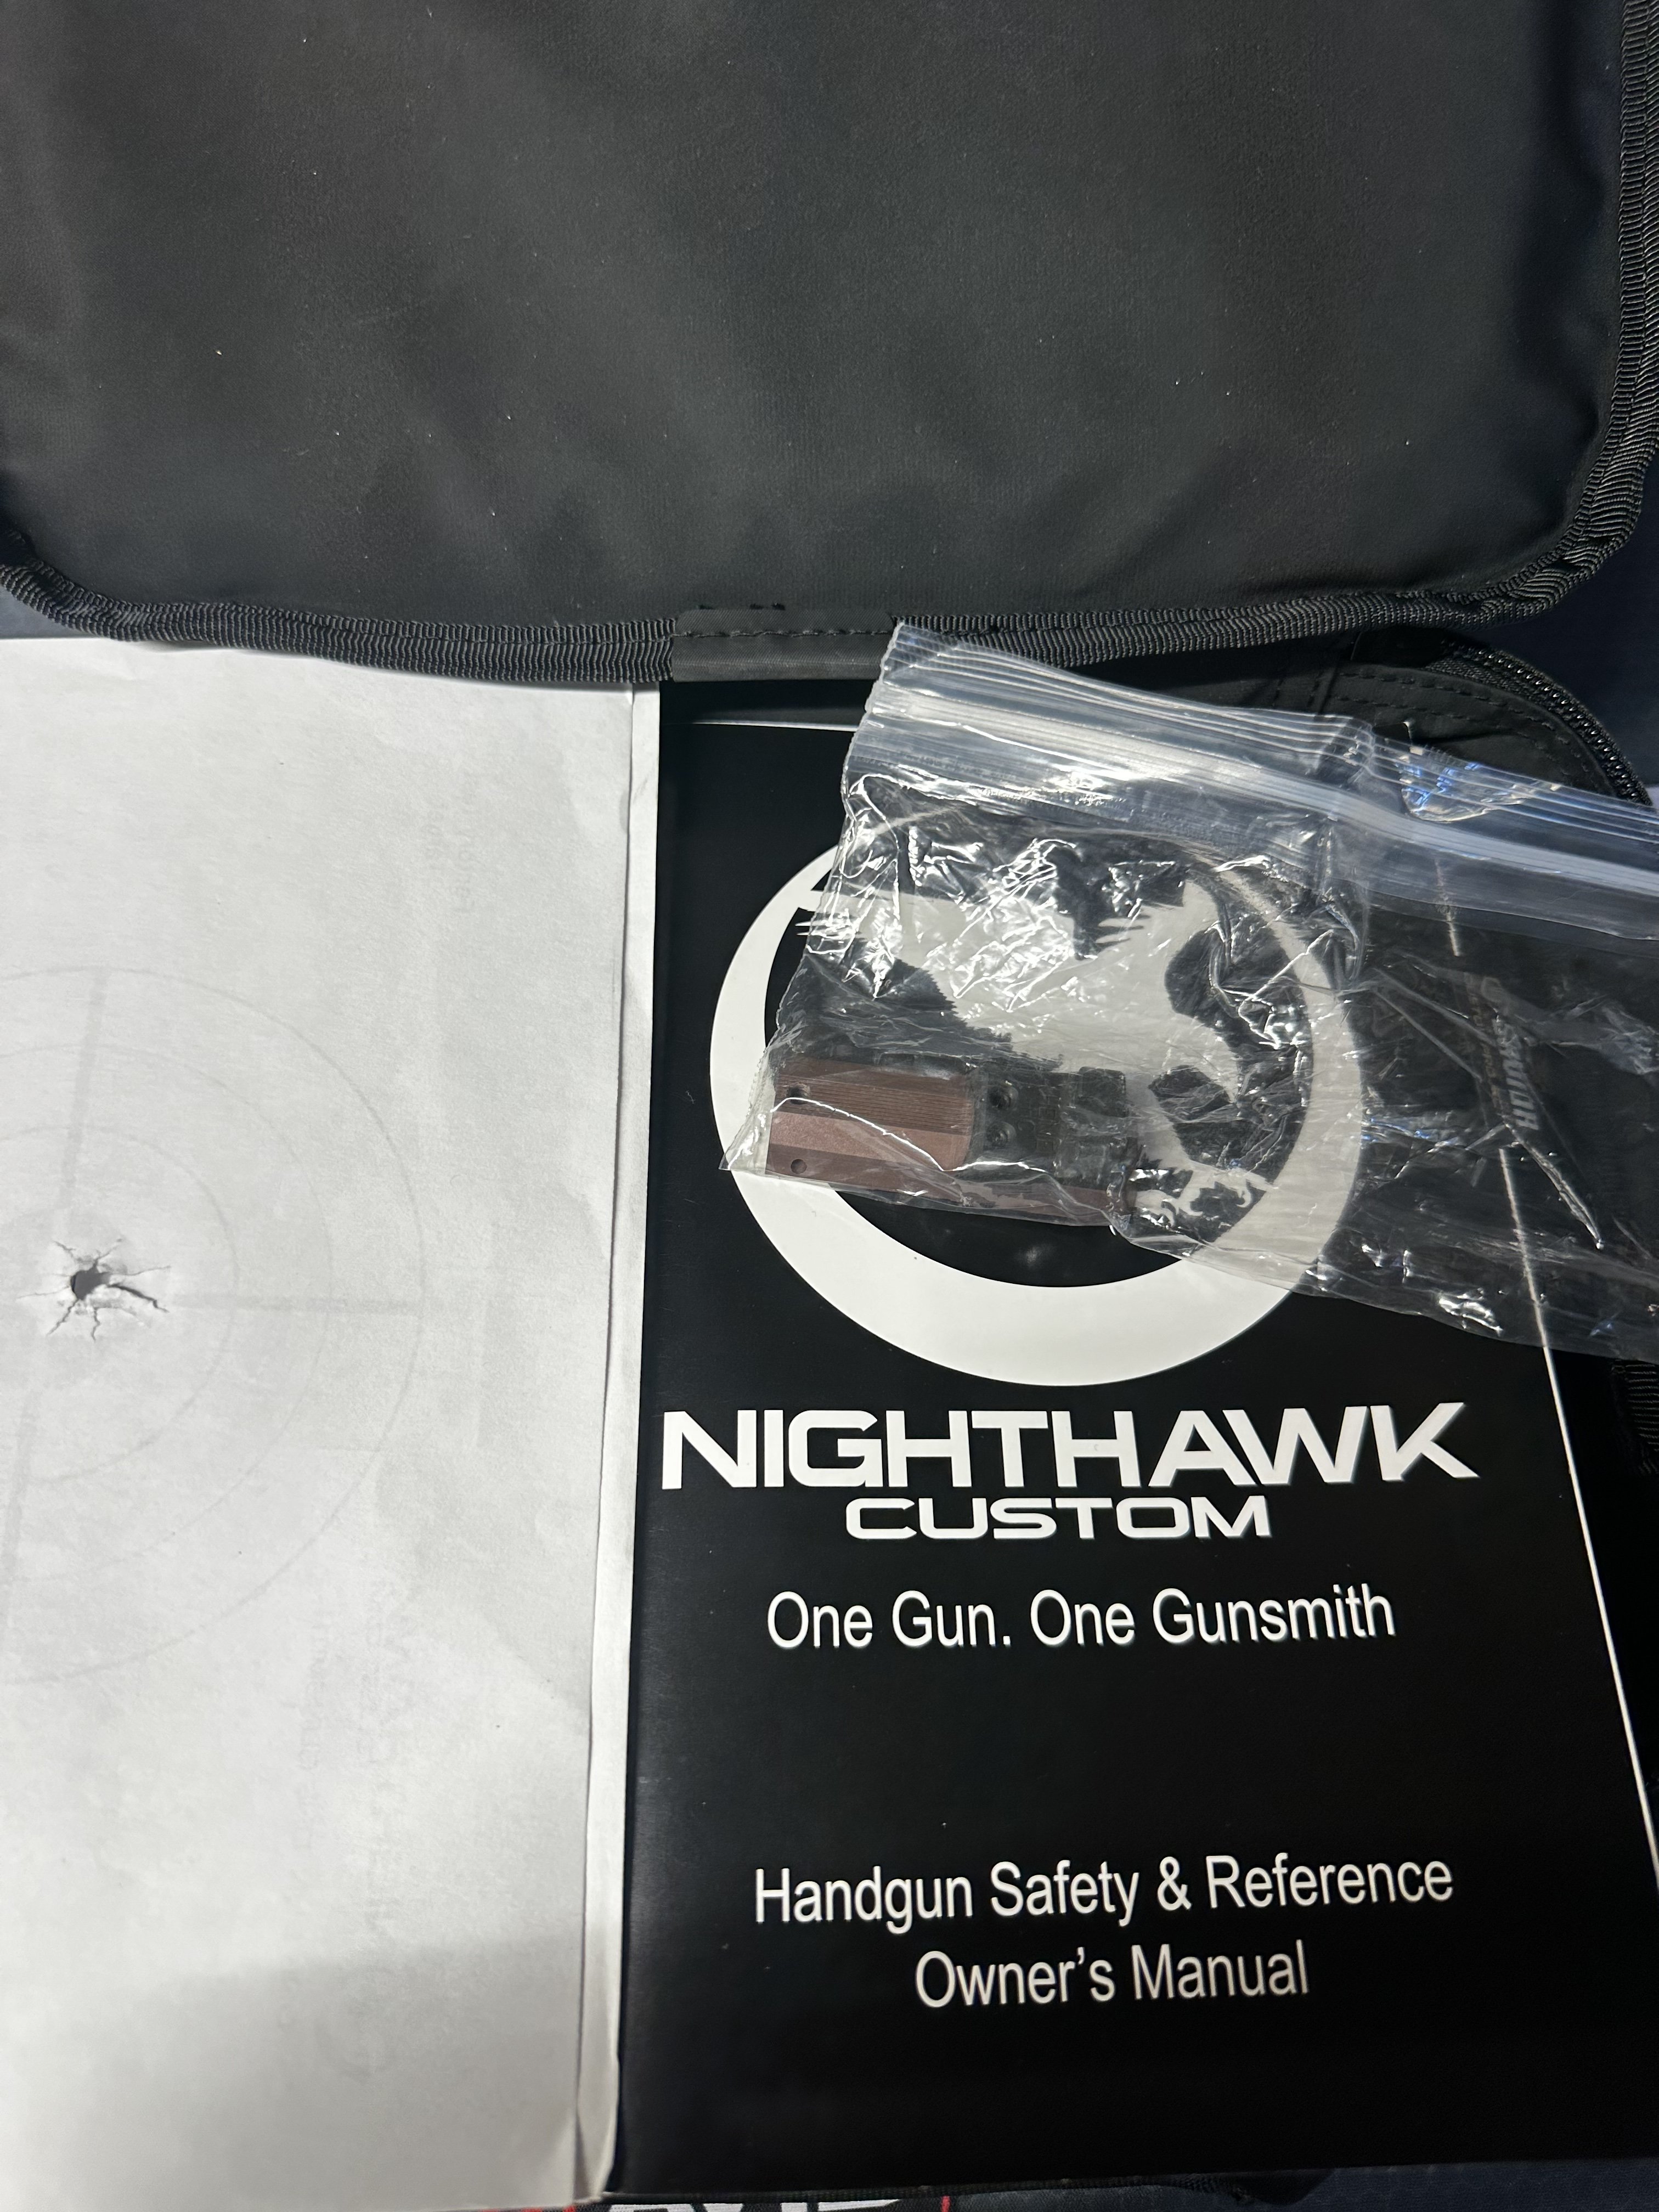 NIGHTHAWK
CUSTOM
One Gun. One Gunsmith
Handgun Safety & Reference
Owner's Manual